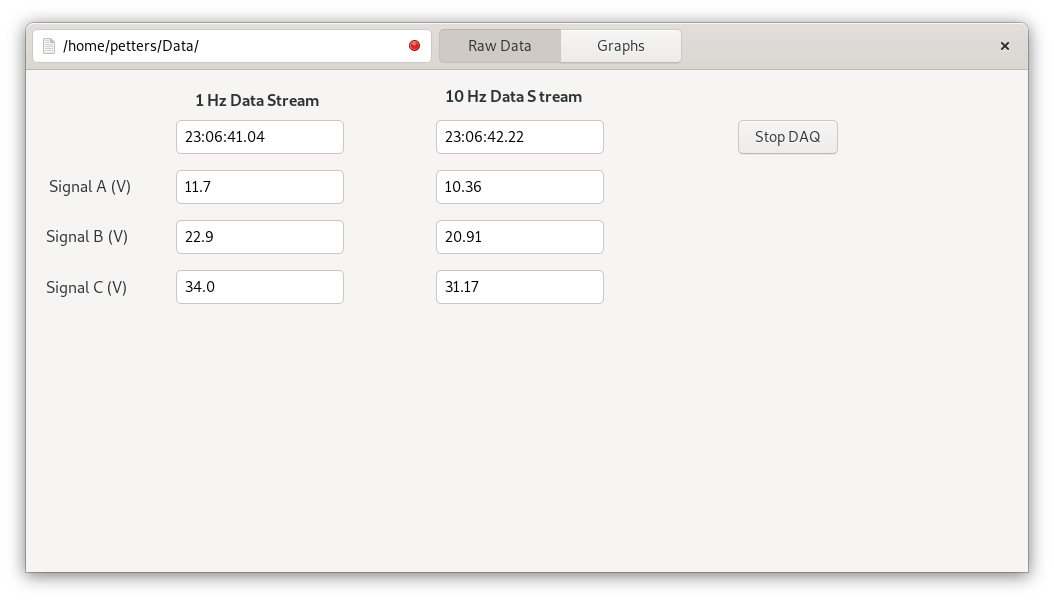 /home/petters/Data/ Raw Data Graphs
1 Hz Data Stream 10 Hz Data S tream
23:06:41.04 23:06:42.22 Stop DAQ
Signal A (V) 11.7 10.36
Signal B (V) 22.9 20.91
Signal C (V) 34.0 31.17